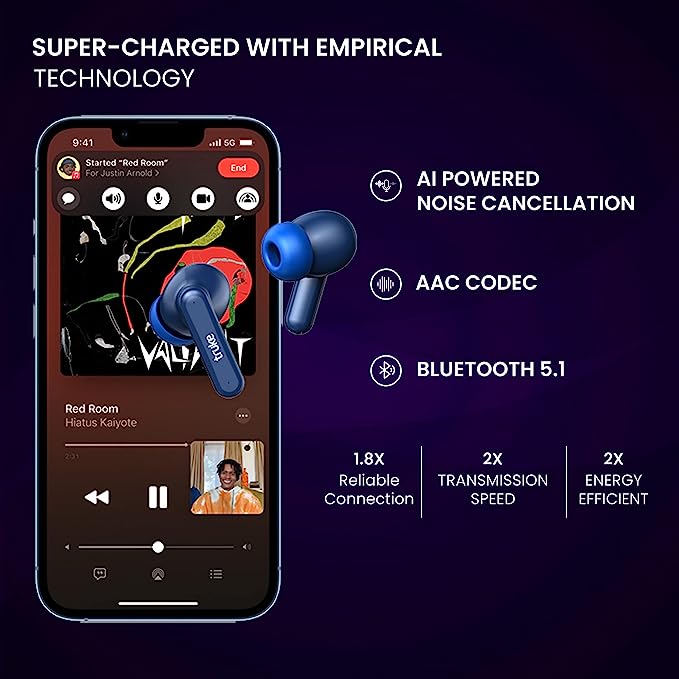 SUPER-CHARGED WITH EMPIRICAL
TECHNOLOGY
9:41
5G
Started "Red Room"
For Justin Arnold >
End
truke
Red Room
Hiatus Kaiyote
2:31
AI POWERED
NOISE CANCELLATION
AAC CODEC
BLUETOOTH 5.1
1.8X
Reliable
Connection
2X
TRANSMISSION
SPEED
2X
ENERGY
EFFICIENT